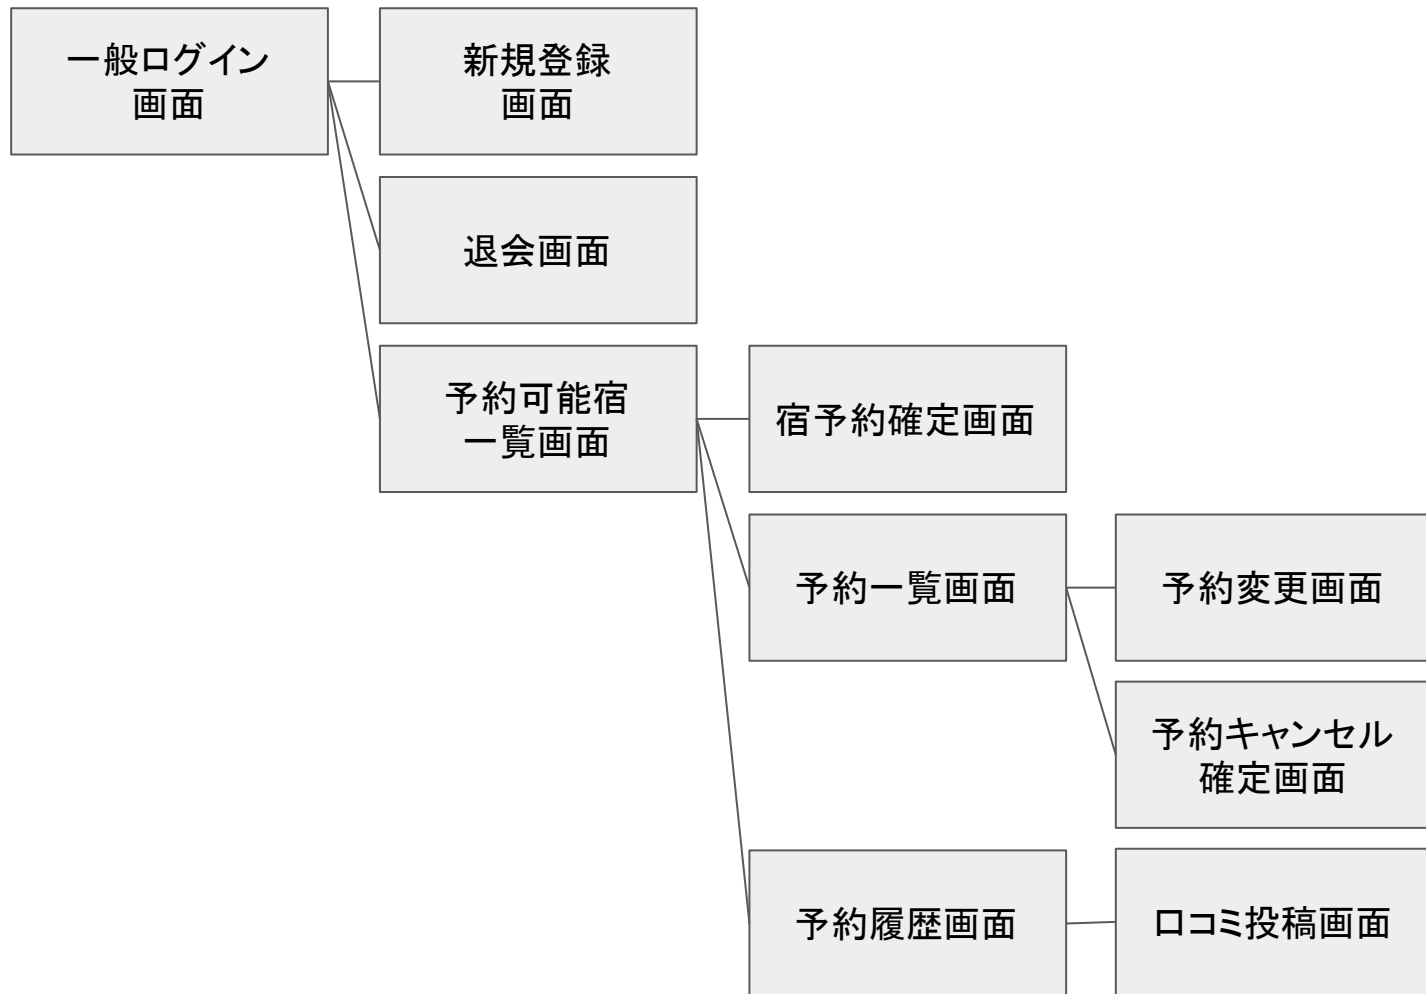 一般ログイン
画面
新規登録
画面
退会画面
予約可能宿
一覧画面
宿予約確定画面
予約一覧画面
予約変更画面
予約キャンセル
確定画面
予約履歴画面
口コミ投稿画面